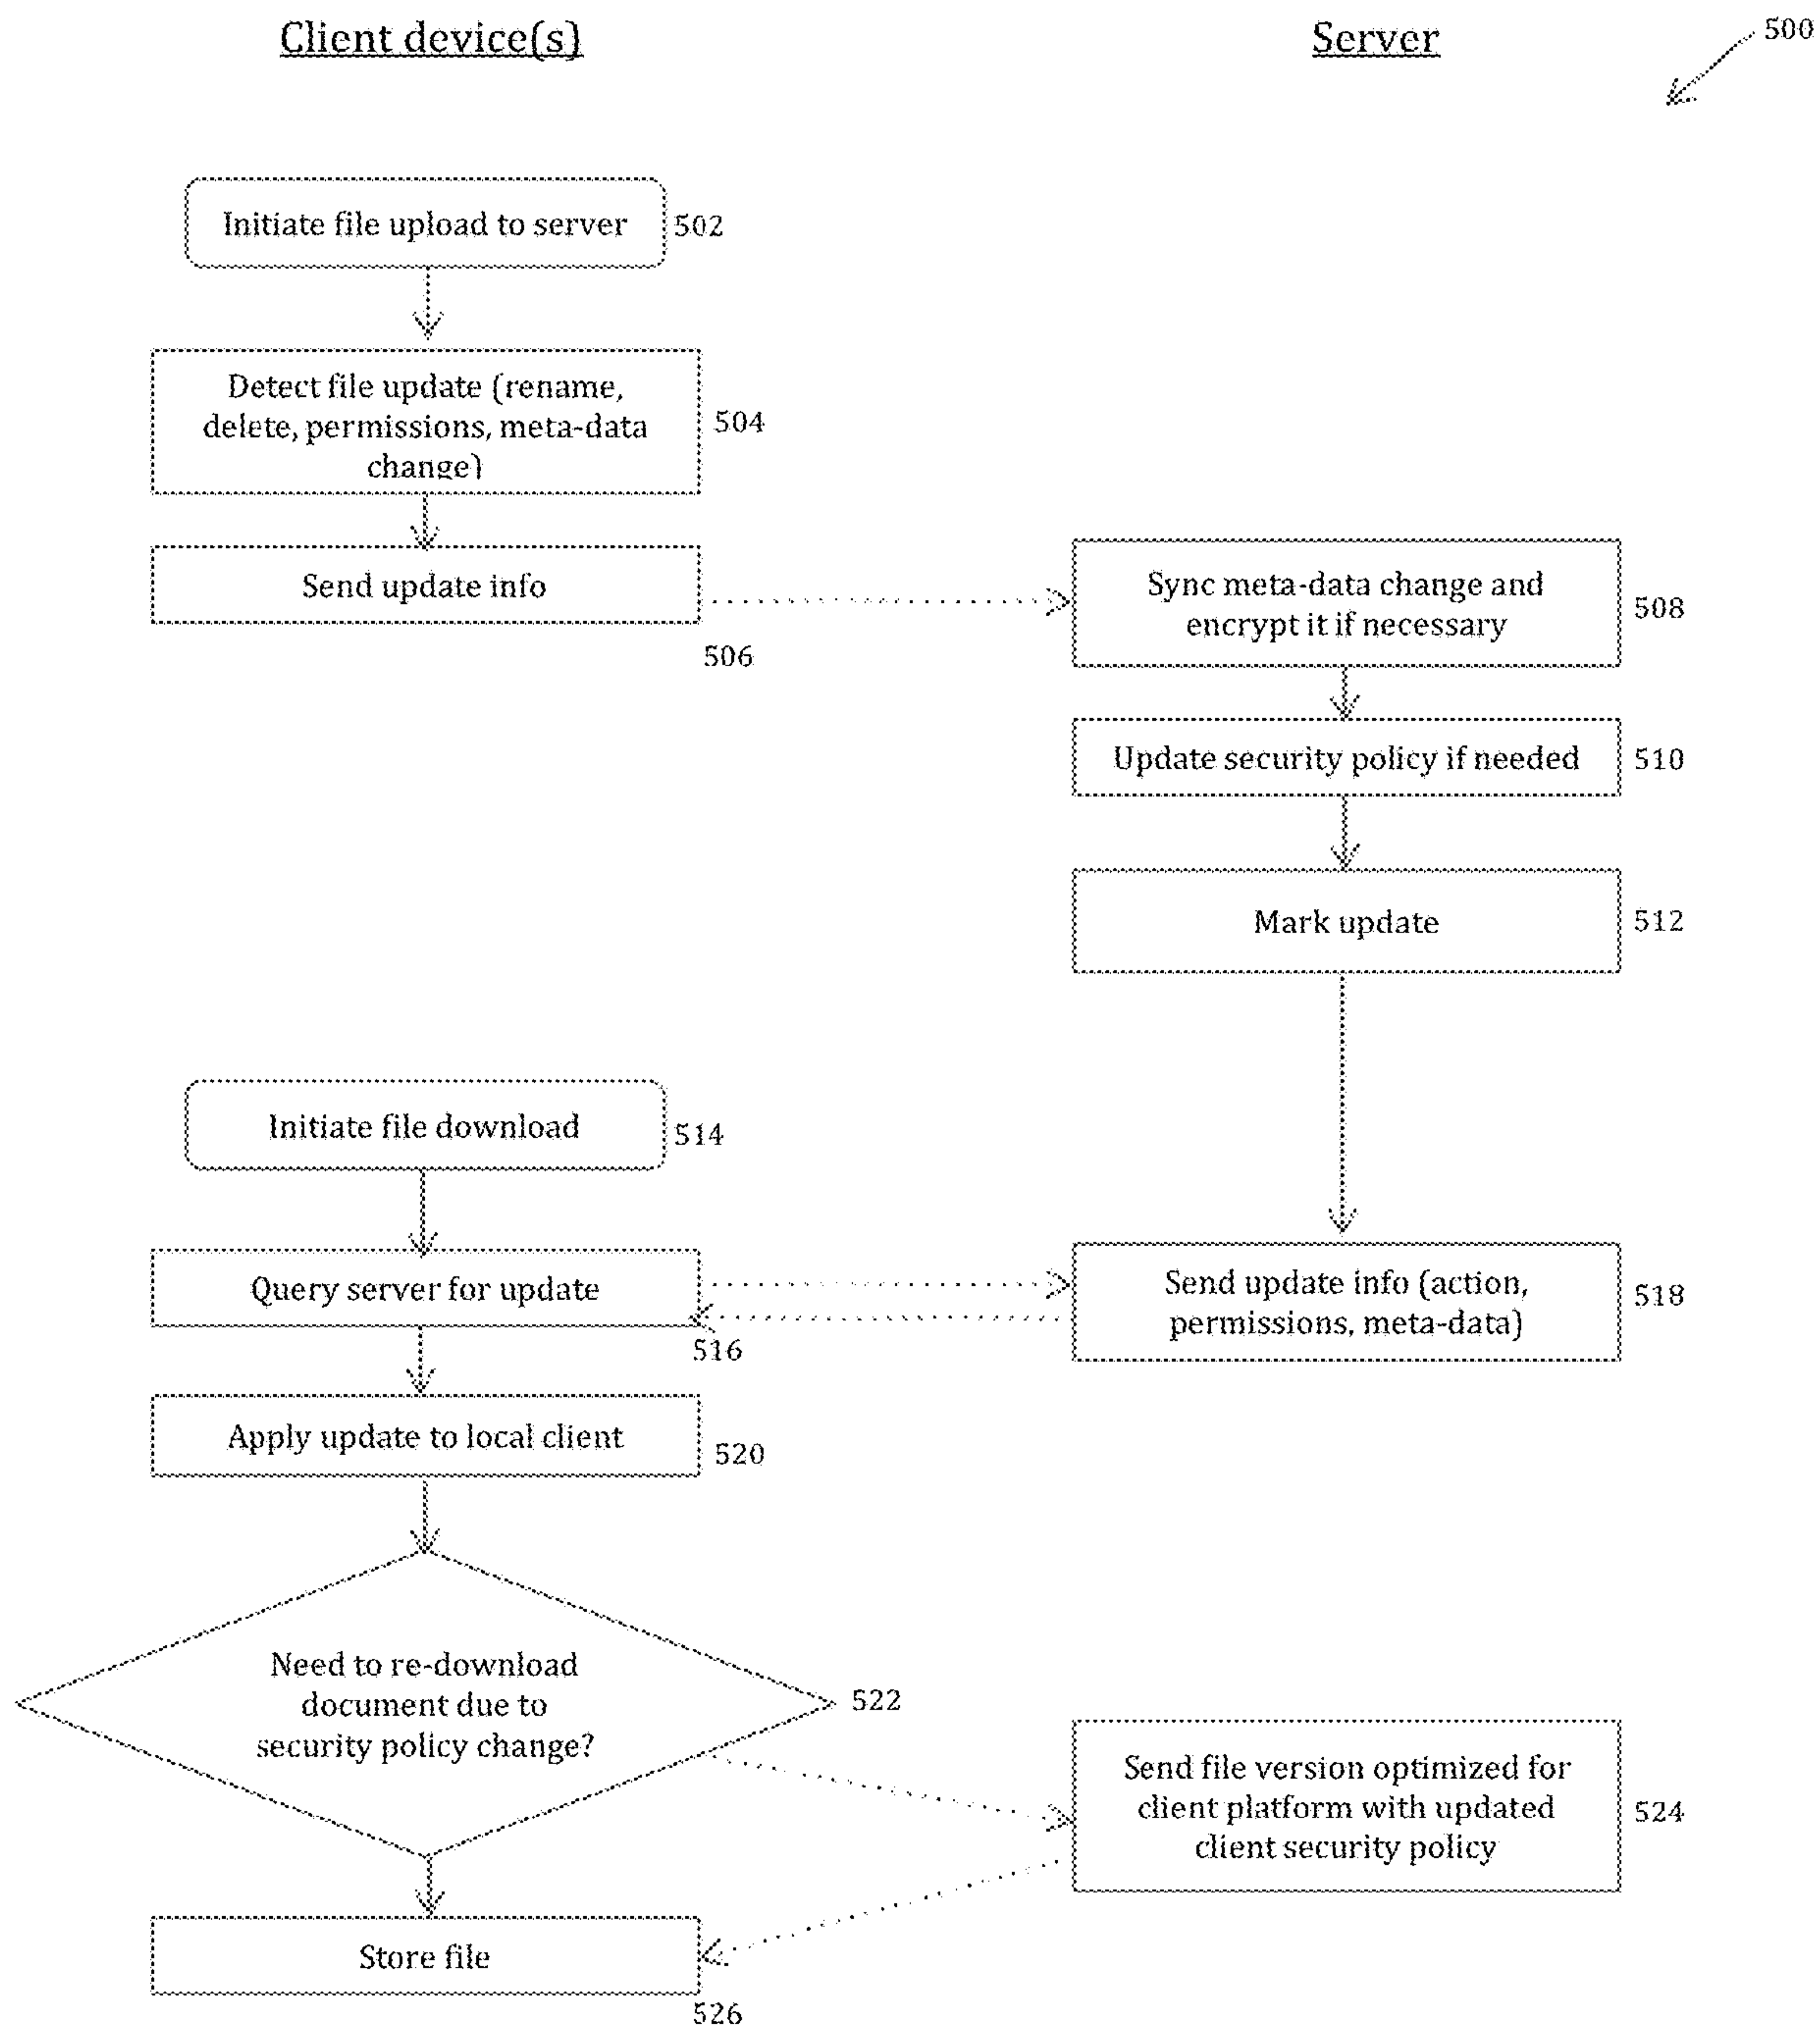 Client device(s)
Server
500
Initiate file upload to server
502
Detect file update (rename,
delete, permissions, meta-data
change)
504
Send update info
506
Sync meta-data change and
encrypt it if necessary
508
Update security policy if needed
510
Mark update
512
Initiate file download
514
Query server for update
516
Send update info (action,
permissions, meta-data)
518
Apply update to local client
520
Need to re-download
document due to
security policy change?
522
Send file version optimized for
client platform with updated
client security policy
524
Store file
526